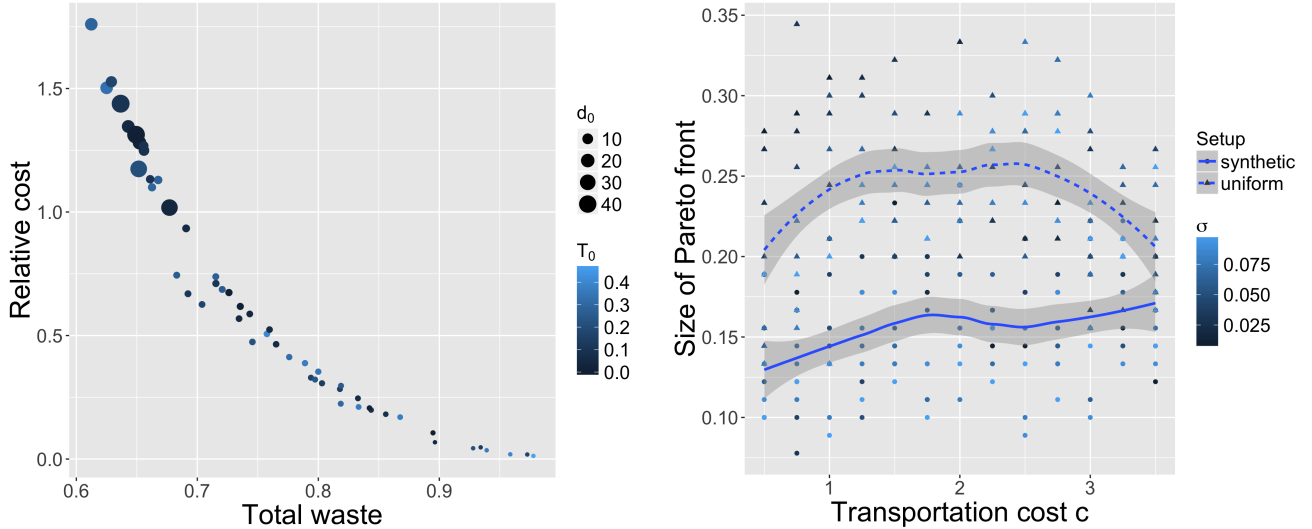 Relative cost
1.5
1.0
0.5
0.0
0.6 0.7 0.8 0.9
Total waste
d0
10
20
30
40
T0
0.4
0.3
0.2
0.1
0.0
Size of Pareto front
0.35
0.30
0.25
0.20
0.15
0.10
1 2 3
Transportation cost c
Setup
synthetic
uniform
σ
0.075
0.050
0.025